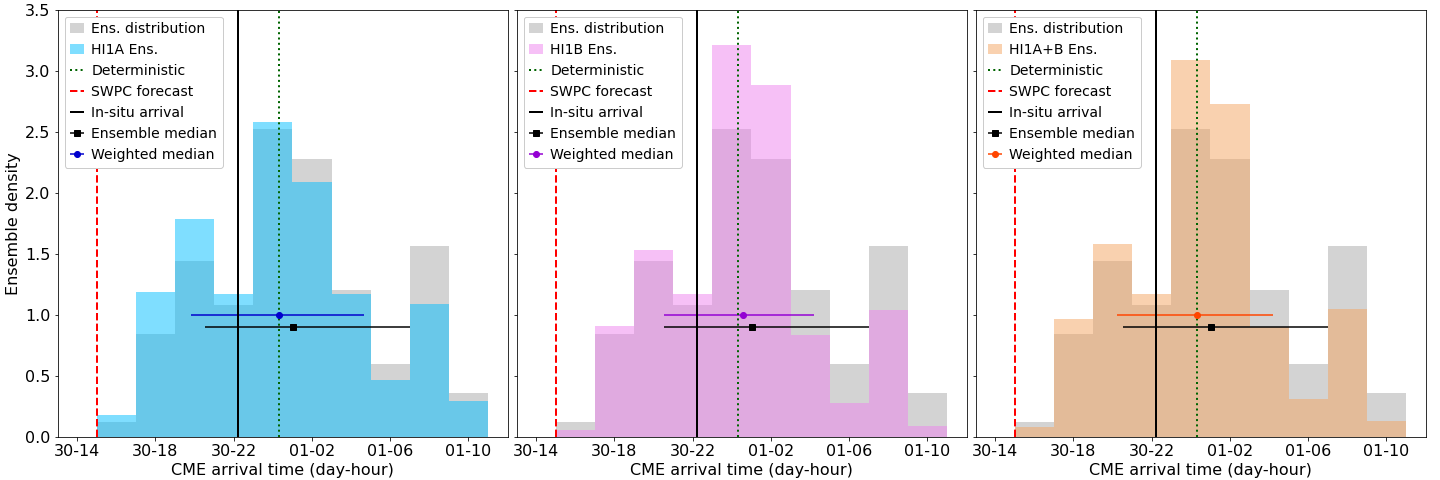 Ensemble density
3.5
3.0
2.5
2.0
1.5
1.0
0.5
0.0
Ens. distribution
HI1A Ens.
Deterministic
SWPC forecast
In-situ arrival
Ensemble median
Weighted median
30-14 30-18 30-22 01-02 01-06 01-10
CME arrival time (day-hour)
Ens. distribution
HI1B Ens.
Deterministic
SWPC forecast
In-situ arrival
Ensemble median
Weighted median
30-14 30-18 30-22 01-02 01-06 01-10
CME arrival time (day-hour)
Ens. distribution
HI1A+B Ens.
Deterministic
SWPC forecast
In-situ arrival
Ensemble median
Weighted median
30-14 30-18 30-22 01-02 01-06 01-10
CME arrival time (day-hour)